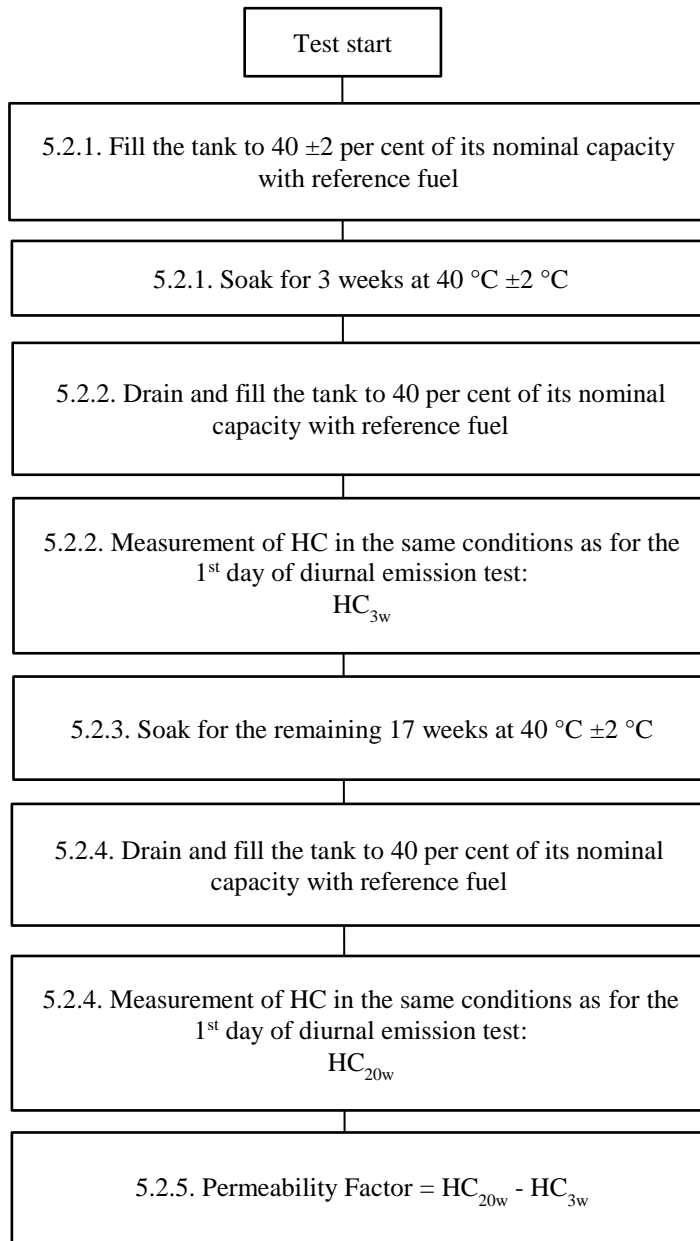 Test start
5.2.1. Fill the tank to 40 ±2 per cent of its nominal capacity
with reference fuel
5.2.1. Soak for 3 weeks at 40 °C ±2 °C
5.2.2. Drain and fill the tank to 40 per cent of its nominal
capacity with reference fuel
5.2.2. Measurement of HC in the same conditions as for the
1st day of diurnal emission test:
HC3w
5.2.3. Soak for the remaining 17 weeks at 40 °C ±2 °C
5.2.4. Drain and fill the tank to 40 per cent of its nominal
capacity with reference fuel
5.2.4. Measurement of HC in the same conditions as for the
1st day of diurnal emission test:
HC20w
5.2.5. Permeability Factor = HC20w - HC3w